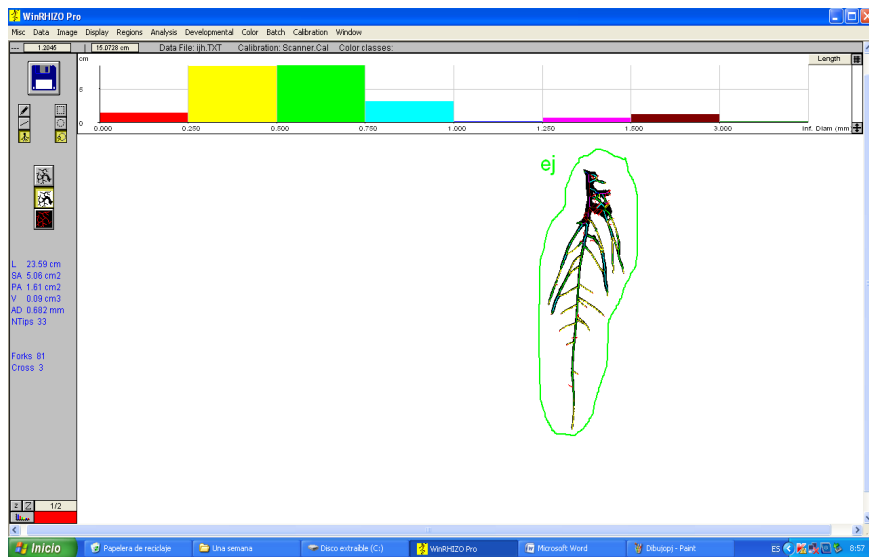 WinRHIZO Pro
Misc Data Image Display Regions Analysis Developmental Color Batch Calibration Window
--- 1.2045 15.0728 cm Data File: ijh.TXT Calibration: Scanner.Cal Color classes:
cm Length
5
0
0.000 0.250 0.500 0.750 1.000 1.250 1.500 3.000 Inf. Diam (mm)
ej
L 23.59 cm
SA 5.06 cm2
PA 1.61 cm2
V 0.09 cm3
AD 0.682 mm
NTips 33
Forks 81
Cross 3
z Z 1/2
Inicio Papelera de reciclaje Una semana Disco extraíble (C:) WinRHIZO Pro Microsoft Word Dibujopj - Paint ES 8:57